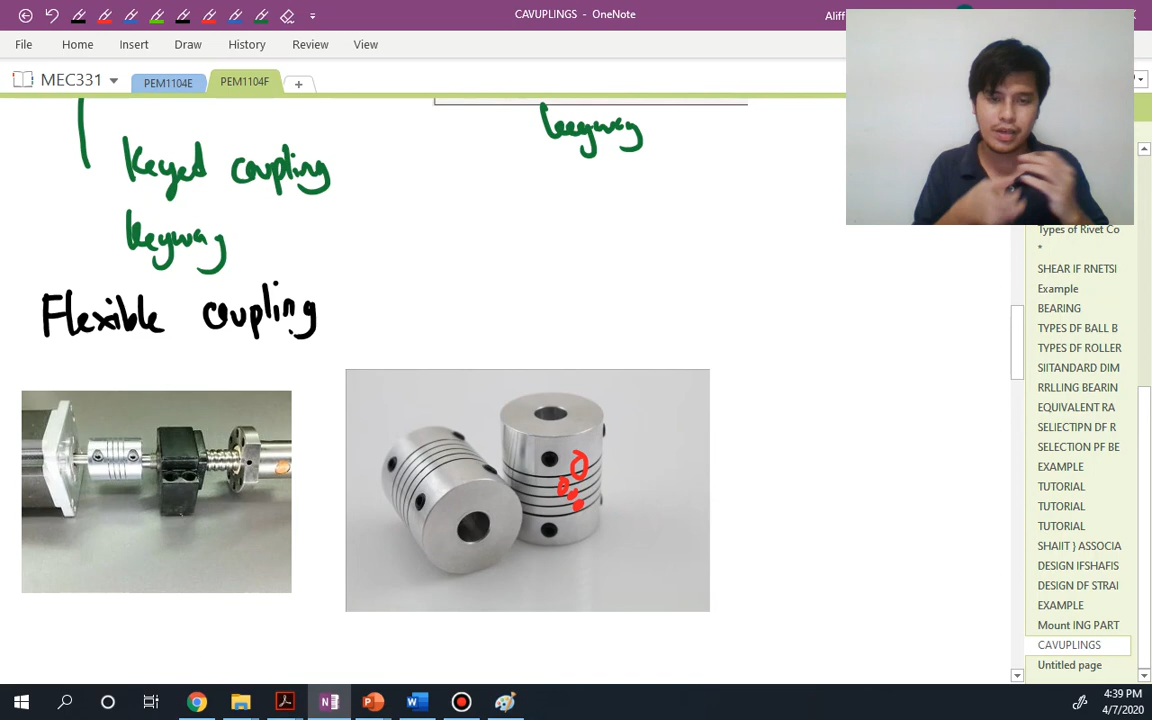 CAVUPLINGS - OneNote
Aliff
File Home Insert Draw History Review View
MEC331
PEM1104E
PEM1104F
keyway
keyed coupling
keyway
Flexible coupling
Types of Rivet Co
*
SHEAR IF RNETSI
Example
BEARING
TYPES DF BALL B
TYPES DF ROLLER
SIITANDARD DIM
RRLLING BEARIN
EQUIVALENT RA
SELIECTIPN DF R
SELECTION PF BE
EXAMPLE
TUTORIAL
TUTORIAL
TUTORIAL
SHAIIT } ASSOCIA
DESIGN IFSHAFIS
DESIGN DF STRAI
EXAMPLE
Mount ING PART
CAVUPLINGS
Untitled page
4:39 PM
4/7/2020